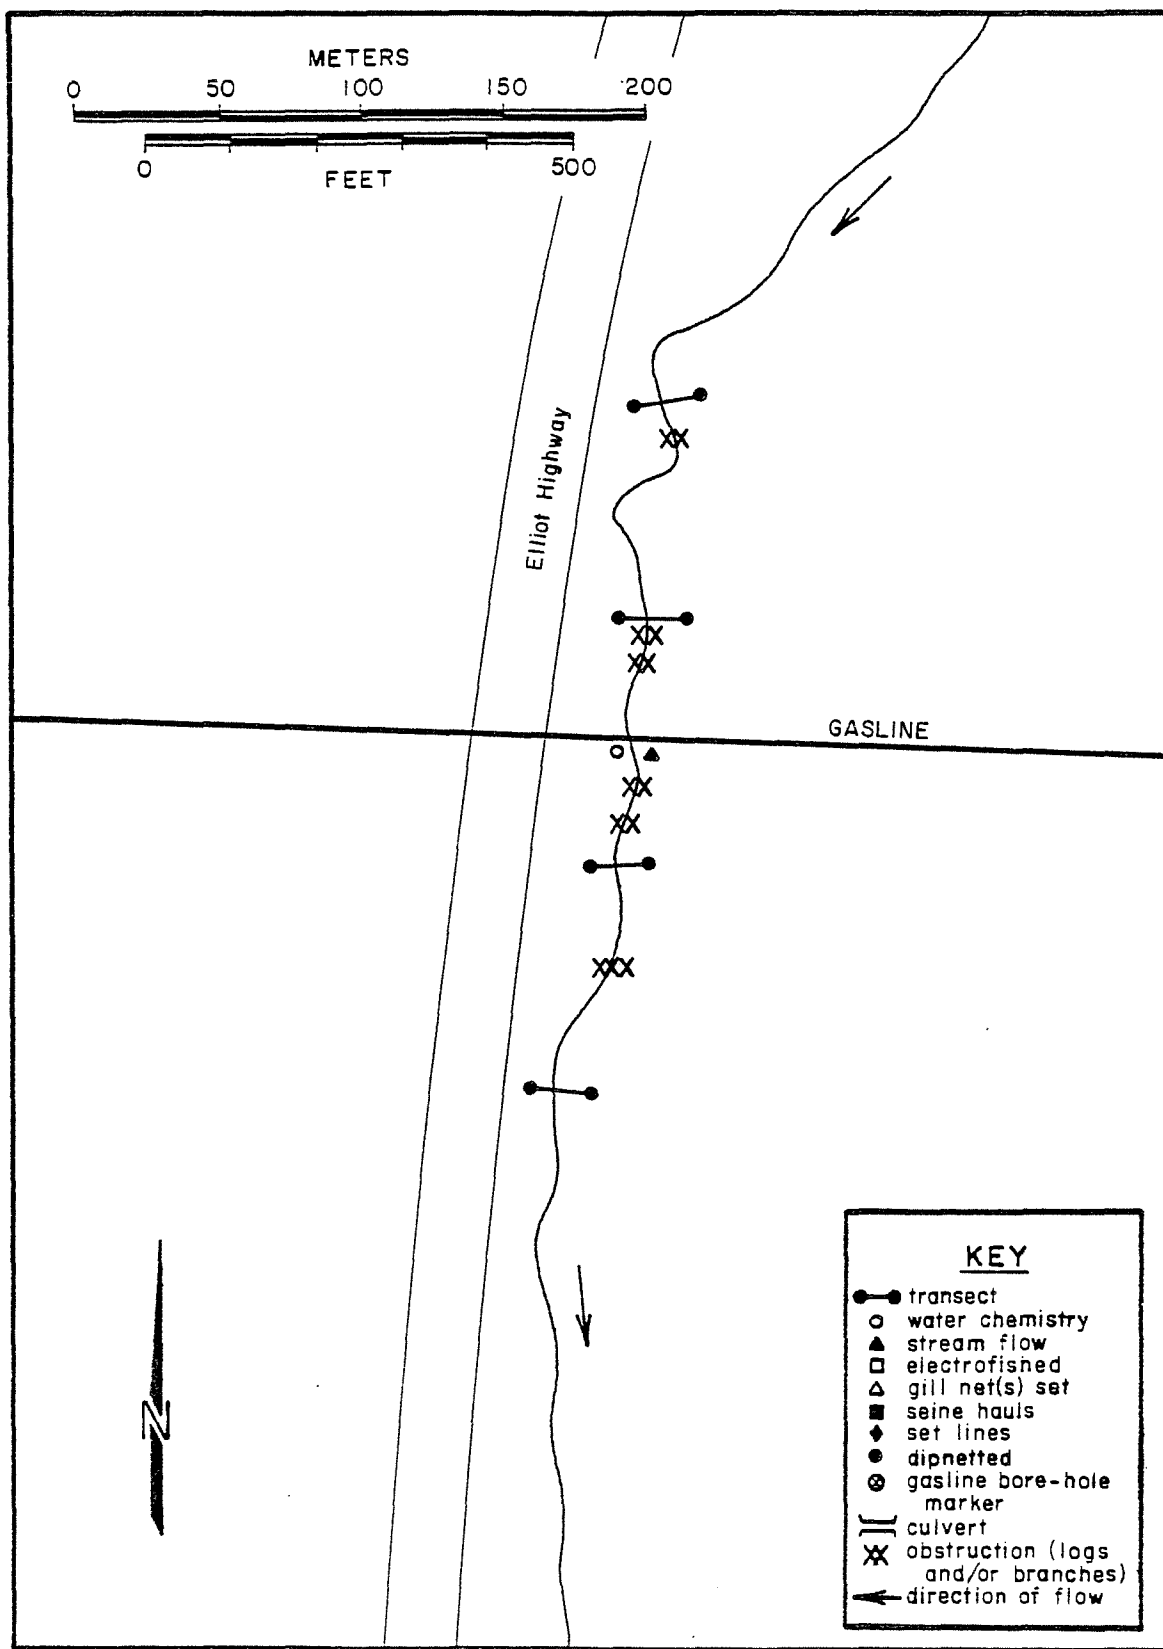 METERS
0 50 100 150 200
0 500
FEET
Elliot Highway
GASLINE
N
KEY
transect
water chemistry
stream flow
electrofished
gill net(s) set
seine hauls
set lines
dipnetted
gasline bore-hole
marker
culvert
obstruction (logs
and/or branches)
direction of flow